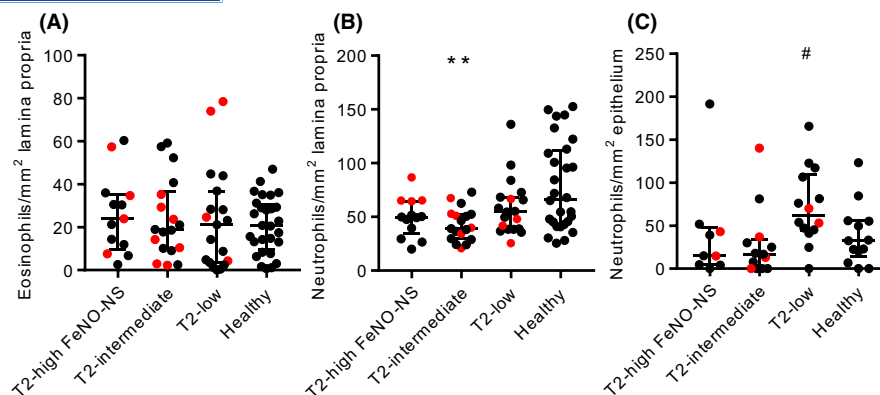 (A)
Eosinophils/mm² lamina propria
100
80
60
40
20
0
T2-high FeNO-NS
T2-intermediate
T2-low
Healthy
(B)
Neutrophils/mm² lamina propria
200
150
100
50
0
**
T2-high FeNO-NS
T2-intermediate
T2-low
Healthy
(C)
Neutrophils/mm² epithelium
250
200
150
100
50
0
#
T2-high FeNO-NS
T2-intermediate
T2-low
Healthy